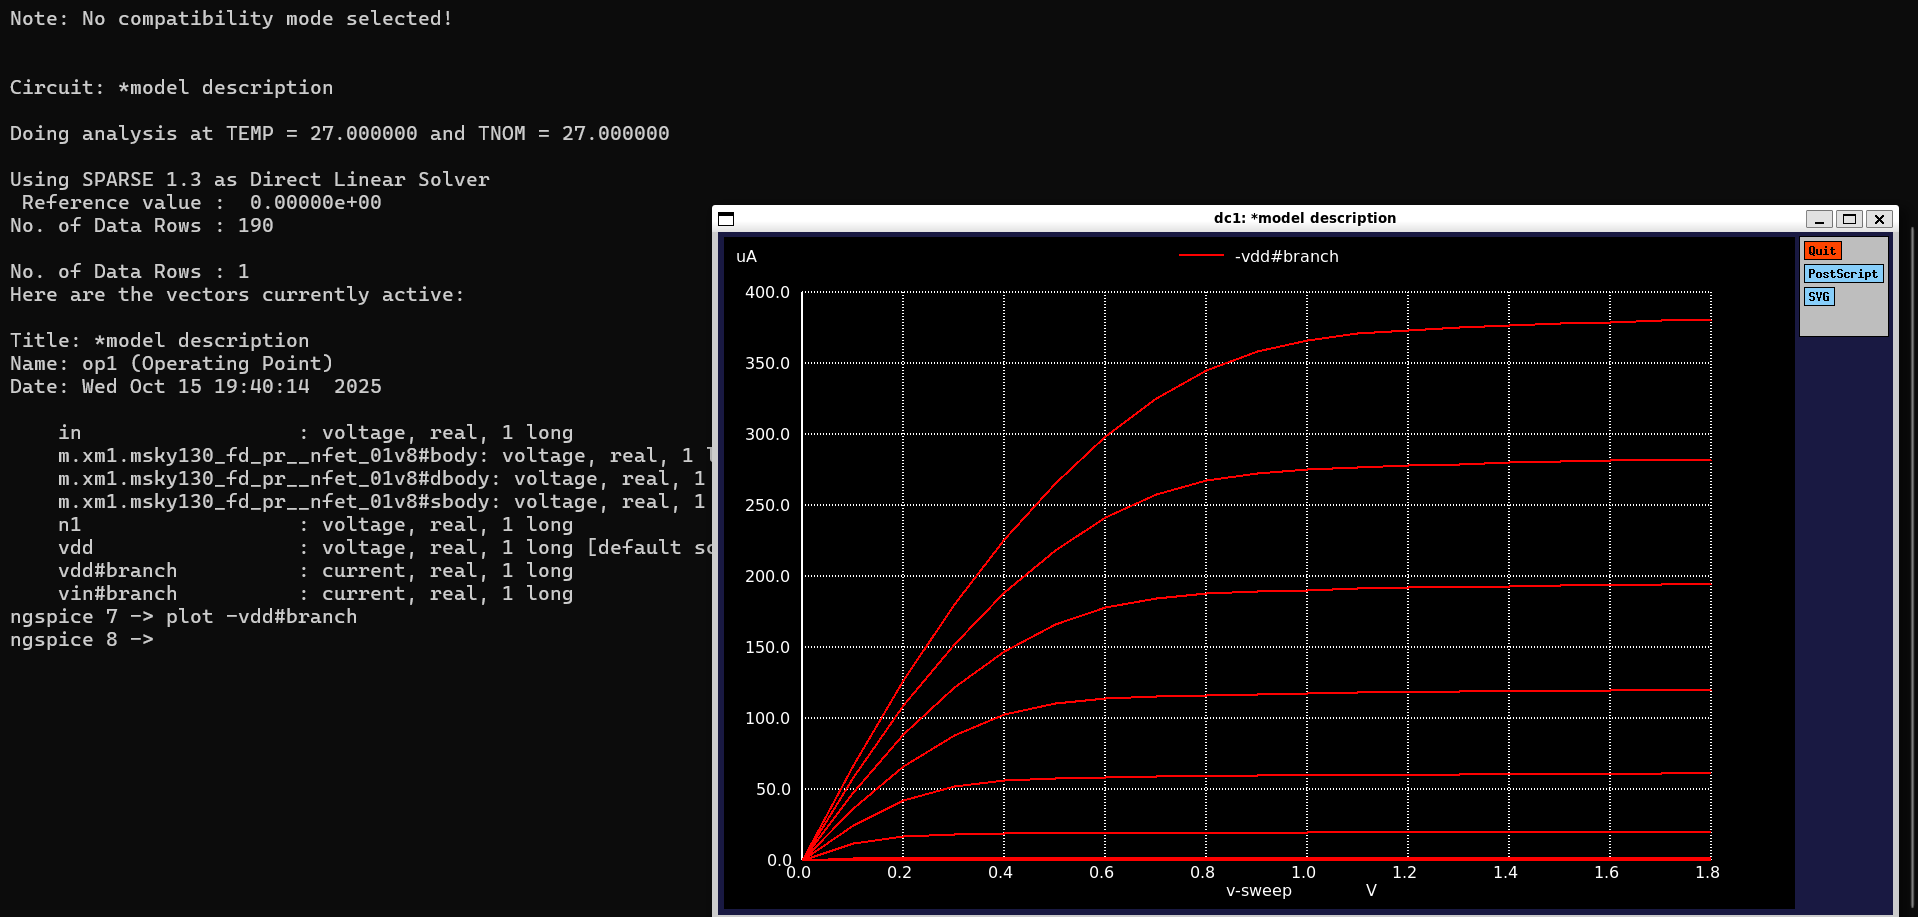 Note: No compatibility mode selected!
Circuit: *model description
Doing analysis at TEMP = 27.000000 and TNOM = 27.000000
Using SPARSE 1.3 as Direct Linear Solver
Reference value :  0.00000e+00
No. of Data Rows : 190
No. of Data Rows : 1
Here are the vectors currently active:
Title: *model description
Name: op1 (Operating Point)
Date: Wed Oct 15 19:40:14  2025
in : voltage, real, 1 long
m.xm1.msky130_fd_pr__nfet_01v8#body: voltage, real, 1
m.xm1.msky130_fd_pr__nfet_01v8#dbody: voltage, real, 1
m.xm1.msky130_fd_pr__nfet_01v8#sbody: voltage, real, 1
n1 : voltage, real, 1 long
vdd : voltage, real, 1 long [default
vdd#branch : current, real, 1 long
vin#branch : current, real, 1 long
ngspice 7 -> plot -vdd#branch
ngspice 8 ->
dc1: *model description
Quit
PostScript
SVG
uA
-vdd#branch
400.0
350.0
300.0
250.0
200.0
150.0
100.0
50.0
0.0
0.0 0.2 0.4 0.6 0.8 1.0 1.2 1.4 1.6 1.8
v-sweep V